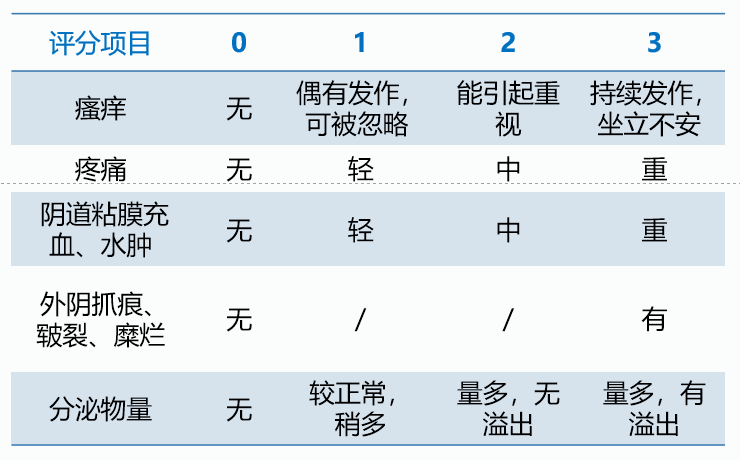 评分项目 0 1 2 3
瘙痒 无 偶有发作，可被忽略 能引起重视 持续发作，坐立不安
疼痛 无 轻 中 重
阴道粘膜充血、水肿 无 轻 中 重
外阴抓痕、皲裂、糜烂 无 / / 有
分泌物量 无 较正常，稍多 量多，无溢出 量多，有溢出